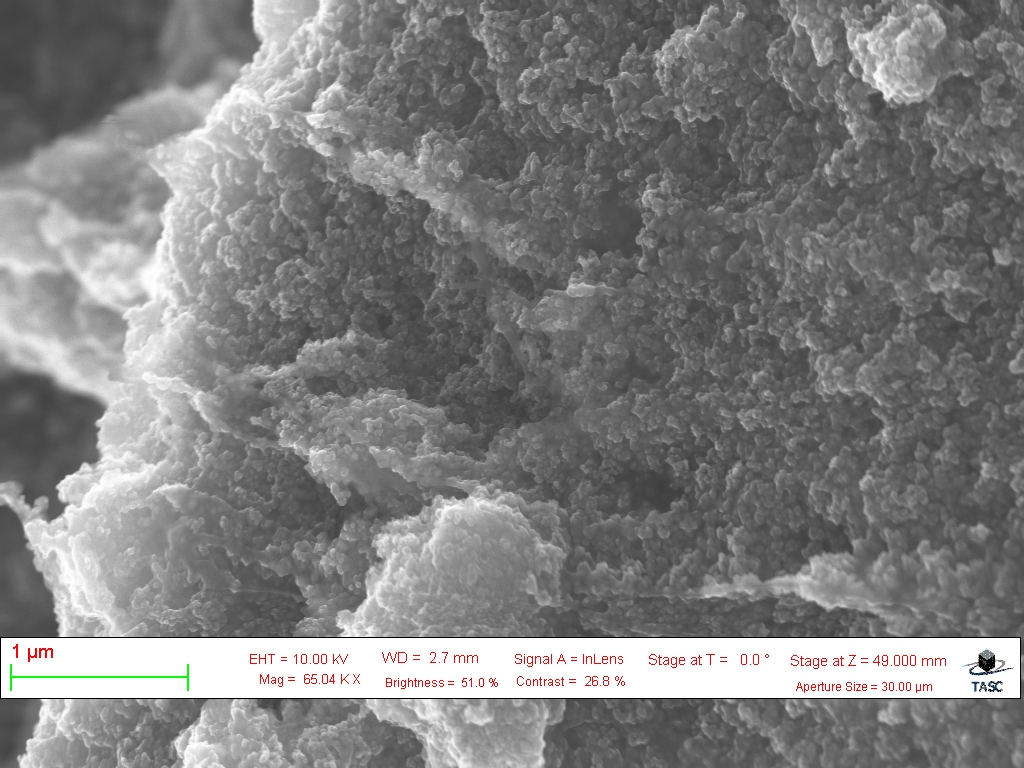 1 µm
EHT = 10.00 kV WD = 2.7 mm Signal A = InLens Stage at T = 0.0 ° Stage at Z = 49.000 mm
Mag = 65.04 K X Brightness = 51.0 % Contrast = 26.8 % Aperture Size = 30.00 µm
TASC